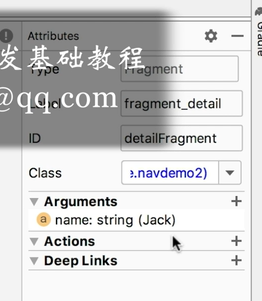 Attributes
发基础教程
Type
Fragment
@qq.com
Label
fragment_detail
ID
detailFragment
Class
e.navdemo2)
Arguments
a name: string (Jack)
Actions
Deep Links
Gradle